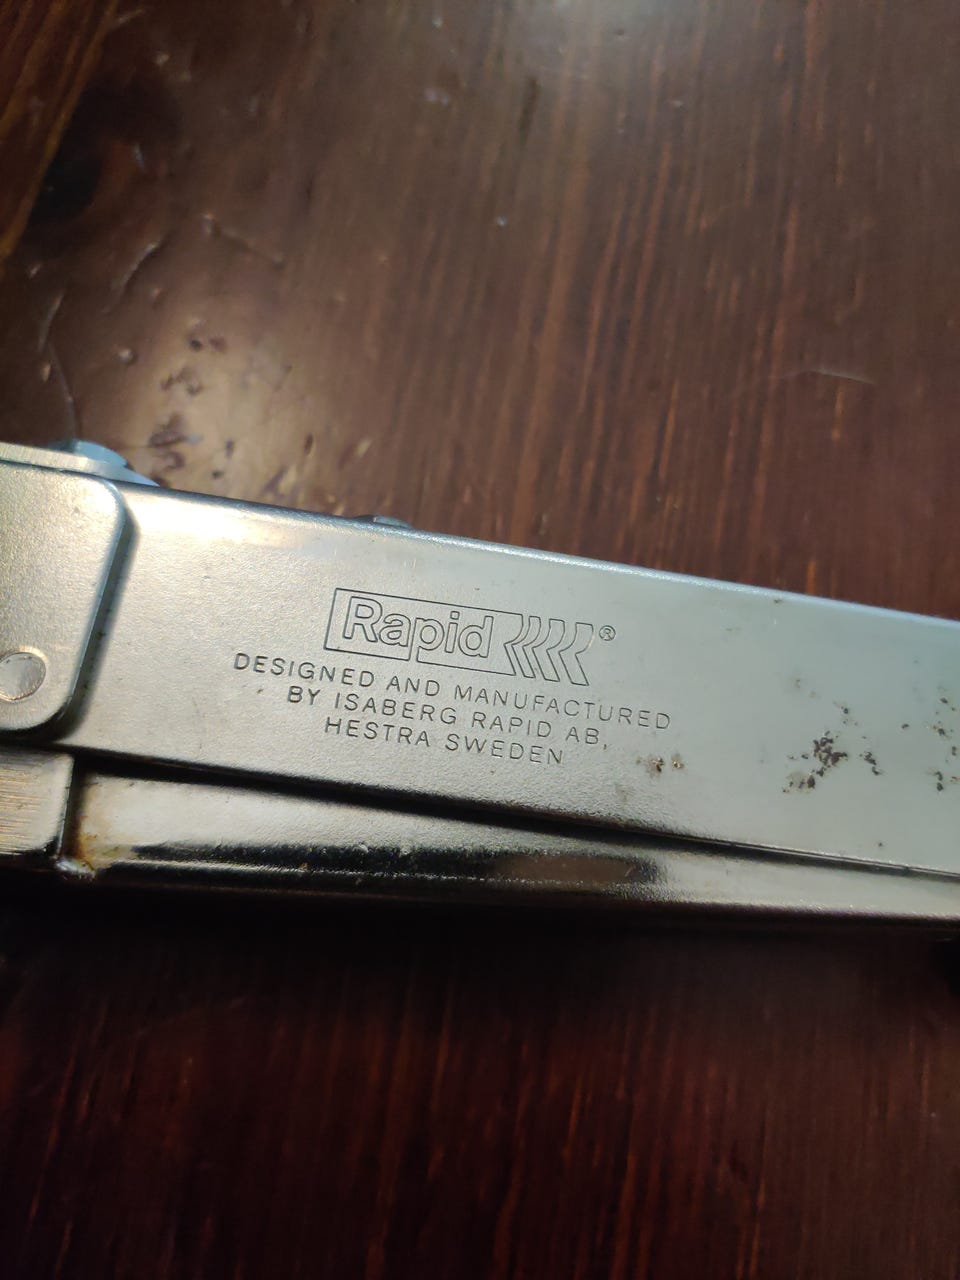 Rapid®
DESIGNED AND MANUFACTURED
BY ISABERG RAPID AB,
HESTRA SWEDEN